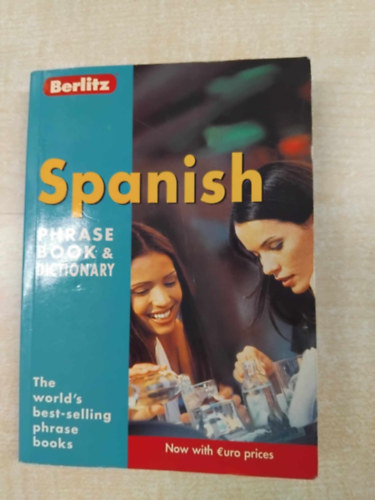 Berlitz
Spanish
PHRASE
BOOK &
DICTIONARY
The
world's
best-selling
phrase
books
Now with €uro prices